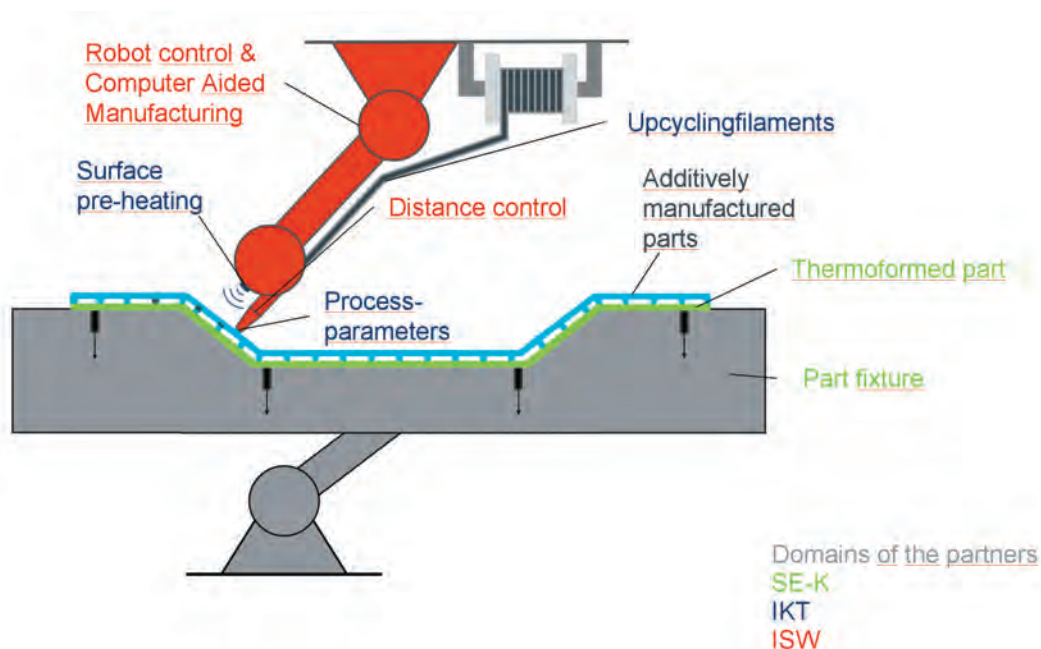 Robot control &
Computer Aided
Manufacturing
Upcyclingfilaments
Surface
pre-heating
Distance control
Additively
manufactured
parts
Thermoformed part
Process-
parameters
Part fixture
Domains of the partners
SE-K
IKT
ISW